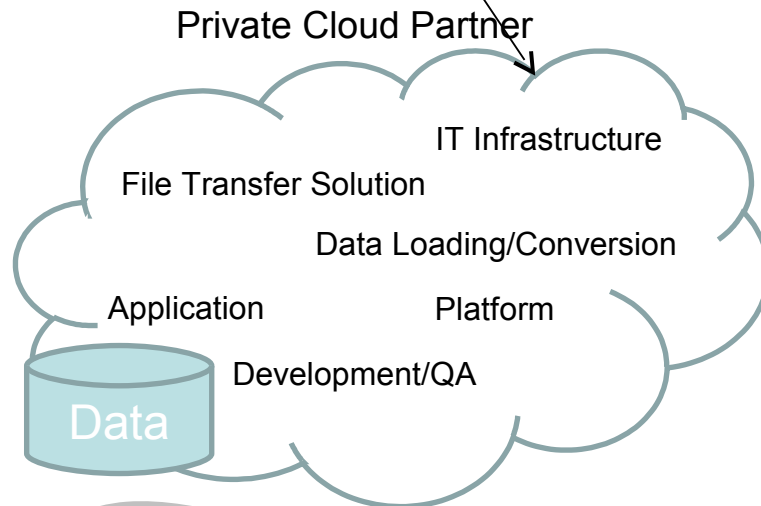 Private Cloud Partner
IT Infrastructure
File Transfer Solution
Data Loading/Conversion
Application
Platform
Development/QA
Data